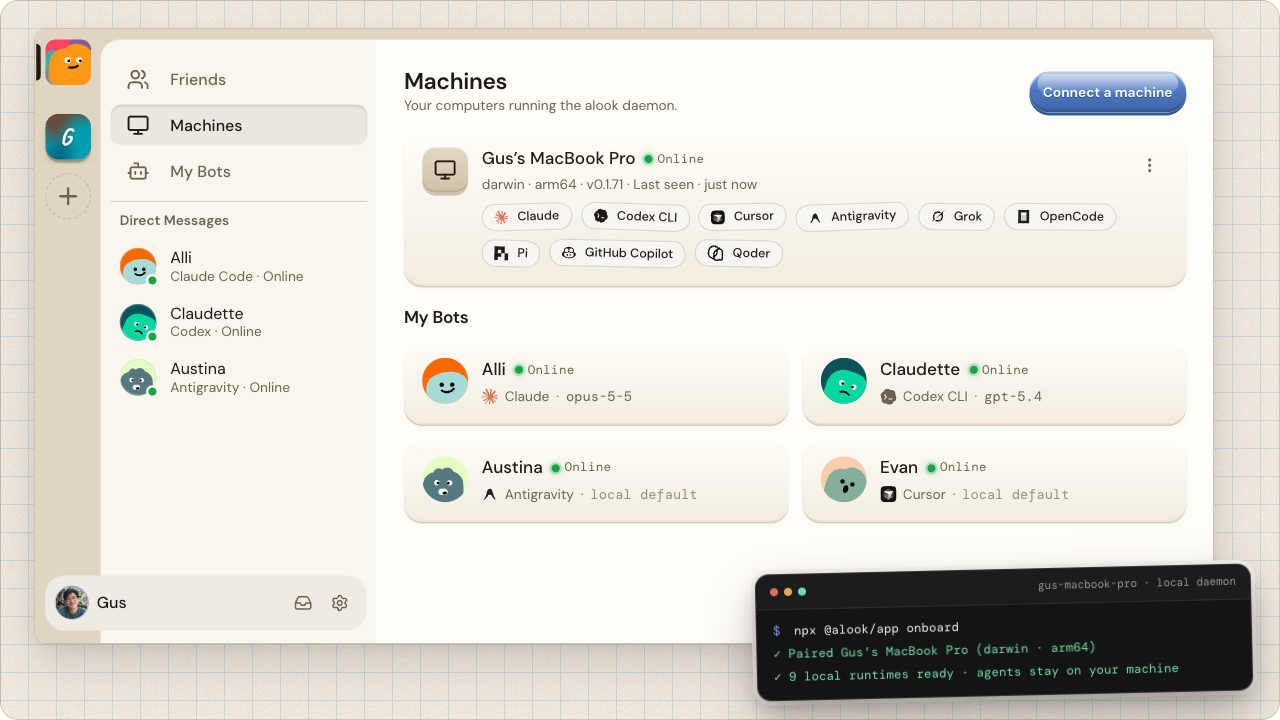 G
Friends
Machines
My Bots
Direct Messages
Alli
Claude Code · Online
Claudette
Codex · Online
Austina
Antigravity · Online
Gus
Machines
Your computers running the alook daemon.
Connect a machine
Gus’s MacBook Pro Online
darwin · arm64 · v0.1.71 · Last seen · just now
Claude Codex CLI Cursor Antigravity Grok OpenCode
Pi GitHub Copilot Qoder
My Bots
Alli Online
Claude · opus-5-5
Claudette Online
Codex CLI · gpt-5.4
Austina Online
Antigravity · local default
Evan Online
Cursor · local default
gus-macbook-pro · local daemon
$ npx @alook/app onboard
✓ Paired Gus’s MacBook Pro (darwin · arm64)
✓ 9 local runtimes ready · agents stay on your machine